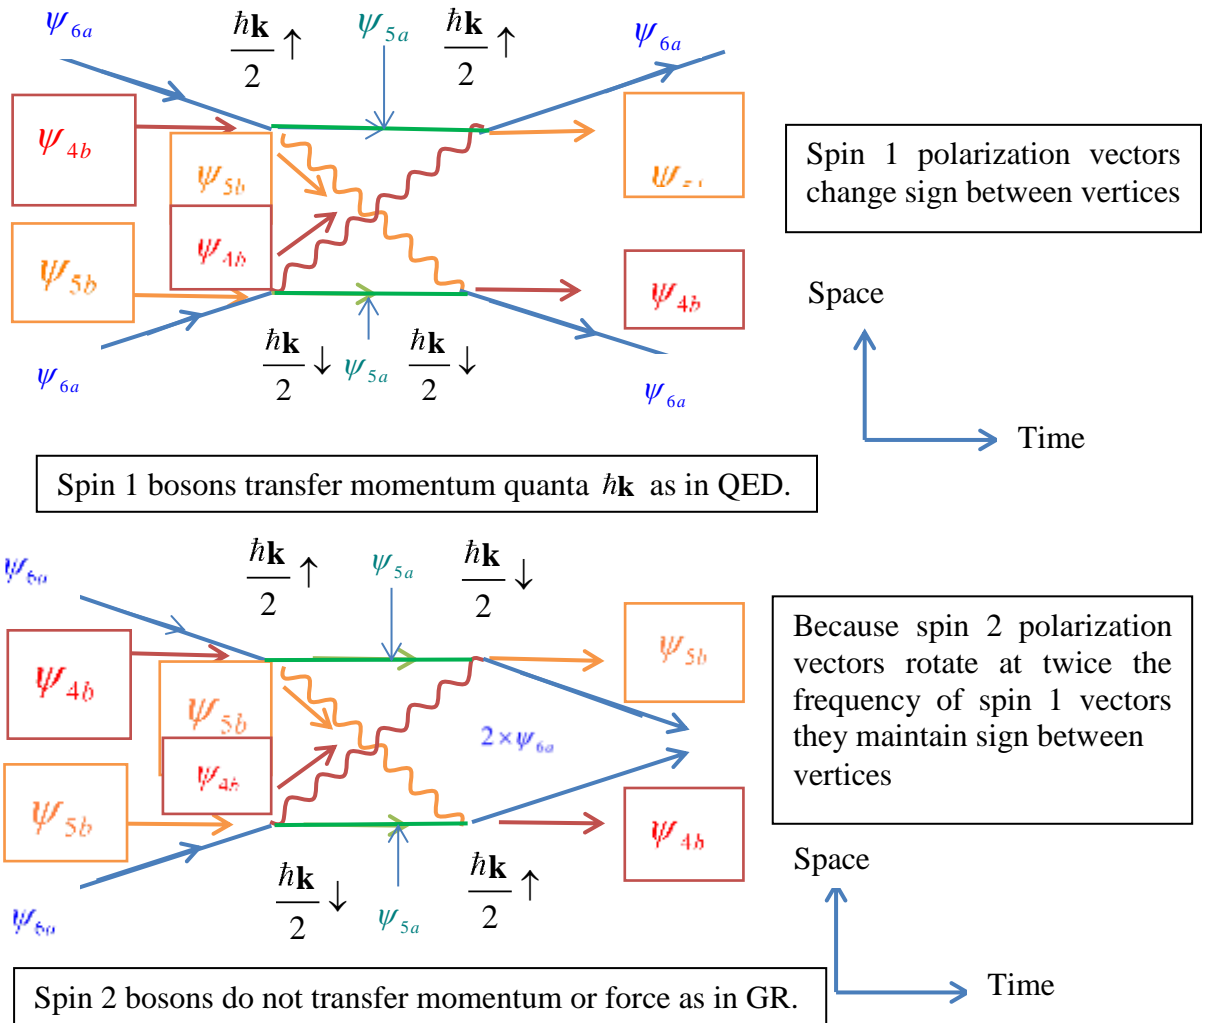 ψ6a ħk/2 ↑ ψ5a ħk/2 ↑ ψ6a
ψ4b
ψ5b
ψ4b
ψ5b
ψ4b
ψ6a ħk/2 ↓ ψ5a ħk/2 ↓ ψ6a
Spin 1 polarization vectors
change sign between vertices
Space
Time
Spin 1 bosons transfer momentum quanta ħk as in QED.
ψ6a ħk/2 ↑ ψ5a ħk/2 ↓
ψ4b
ψ5b
ψ5b
ψ4b
2 × ψ6a
ψ5b
ψ4b
ψ6a ħk/2 ↓ ψ5a ħk/2 ↑
Because spin 2 polarization
vectors rotate at twice the
frequency of spin 1 vectors
they maintain sign between
vertices
Space
Time
Spin 2 bosons do not transfer momentum or force as in GR.